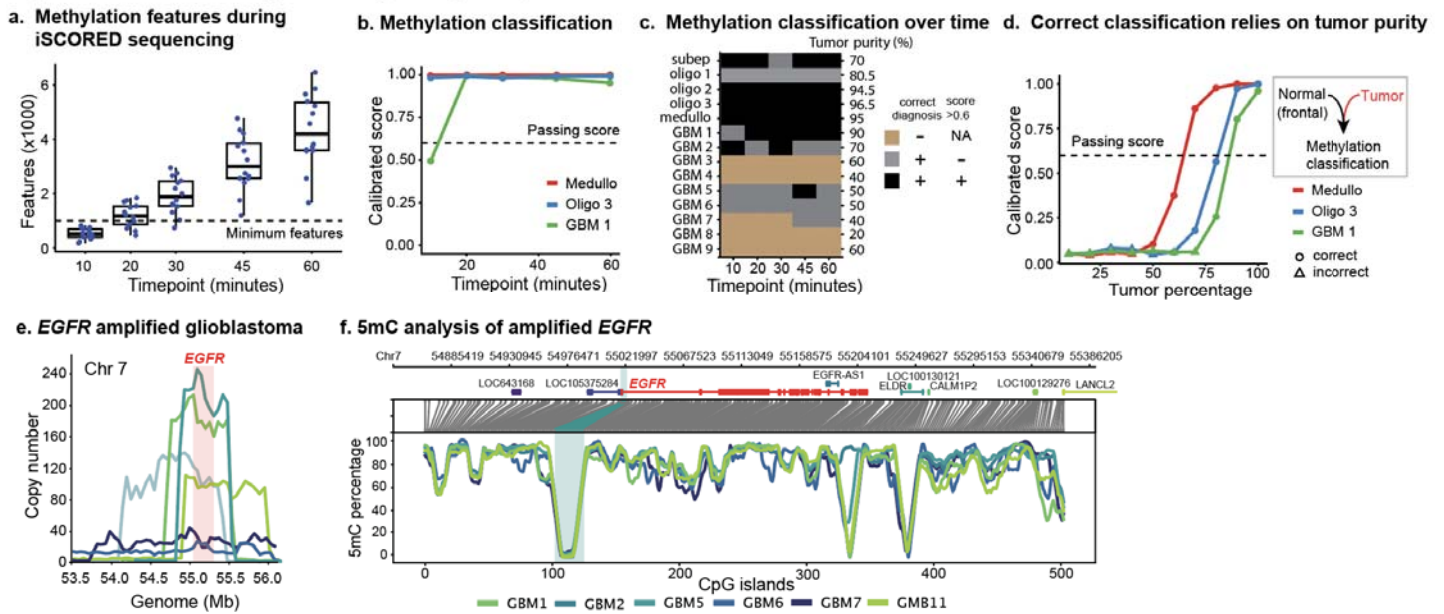 a. Methylation features during
iSCORED sequencing
Features (x1000)
6
4
2
0
Minimum features
10 20 30 45 60
Timepoint (minutes)
b. Methylation classification
Calibrated score
1.00
0.75
0.50
0.25
0.00
Passing score
Medullo
Oligo 3
GBM 1
20 40 60
Timepoint (minutes)
c. Methylation classification over time
Tumor purity (%)
subep 70
oligo 1 80.5
oligo 2 94.5
oligo 3 96.5
medullo 95
GBM 1 90
GBM 2 70
GBM 3 60
GBM 4 40
GBM 5 50
GBM 6 50
GBM 7 40
GBM 8 20
GBM 9 60
10 20 30 45 60
Timepoint (minutes)
correct score
diagnosis >0.6
- NA
+ -
+ +
d. Correct classification relies on tumor purity
Calibrated score
1.00
0.75
0.50
0.25
0.00
Passing score
25 50 75 100
Tumor percentage
Normal Tumor
(frontal)
Methylation
classification
Medullo
Oligo 3
GBM 1
correct
incorrect
e. EGFR amplified glioblastoma
Chr 7
EGFR
Copy number
240
200
160
120
80
40
0
53.5 54.0 54.5 55.0 55.5 56.0
Genome (Mb)
f. 5mC analysis of amplified EGFR
Chr7 54885419 54930945 54976471 55021997 55067523 55113049 55158575 55204101 55249627 55295153 55340679 55386205
LOC643168 LOC105375284 EGFR EGFR-AS1 ELDR LOC100130121 CALM1P2 LOC100129276 LANCL2
5mC percentage
100
80
60
40
20
0
0 100 200 300 400 500
CpG islands
GBM1 GBM2 GBM5 GBM6 GBM7 GMB11